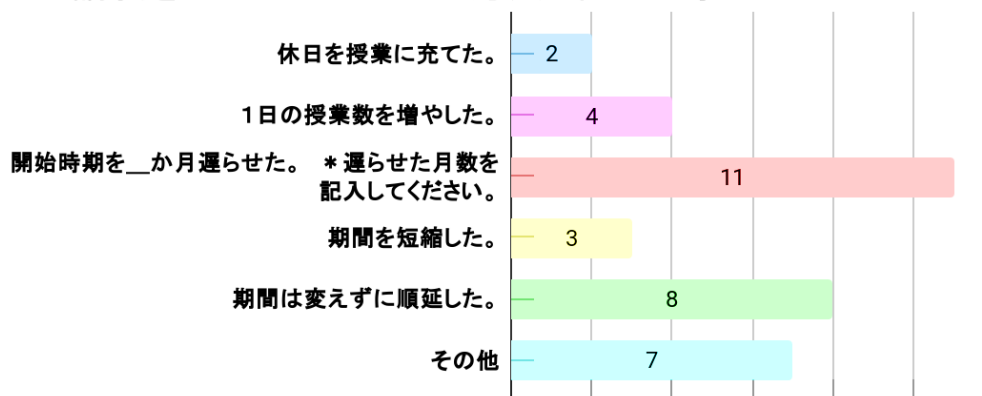 休日を授業に充てた。
2
1日の授業数を増やした。
4
開始時期を__か月遅らせた。 *遅らせた月数を
記入してください。
11
期間を短縮した。
3
期間は変えずに順延した。
8
その他
7